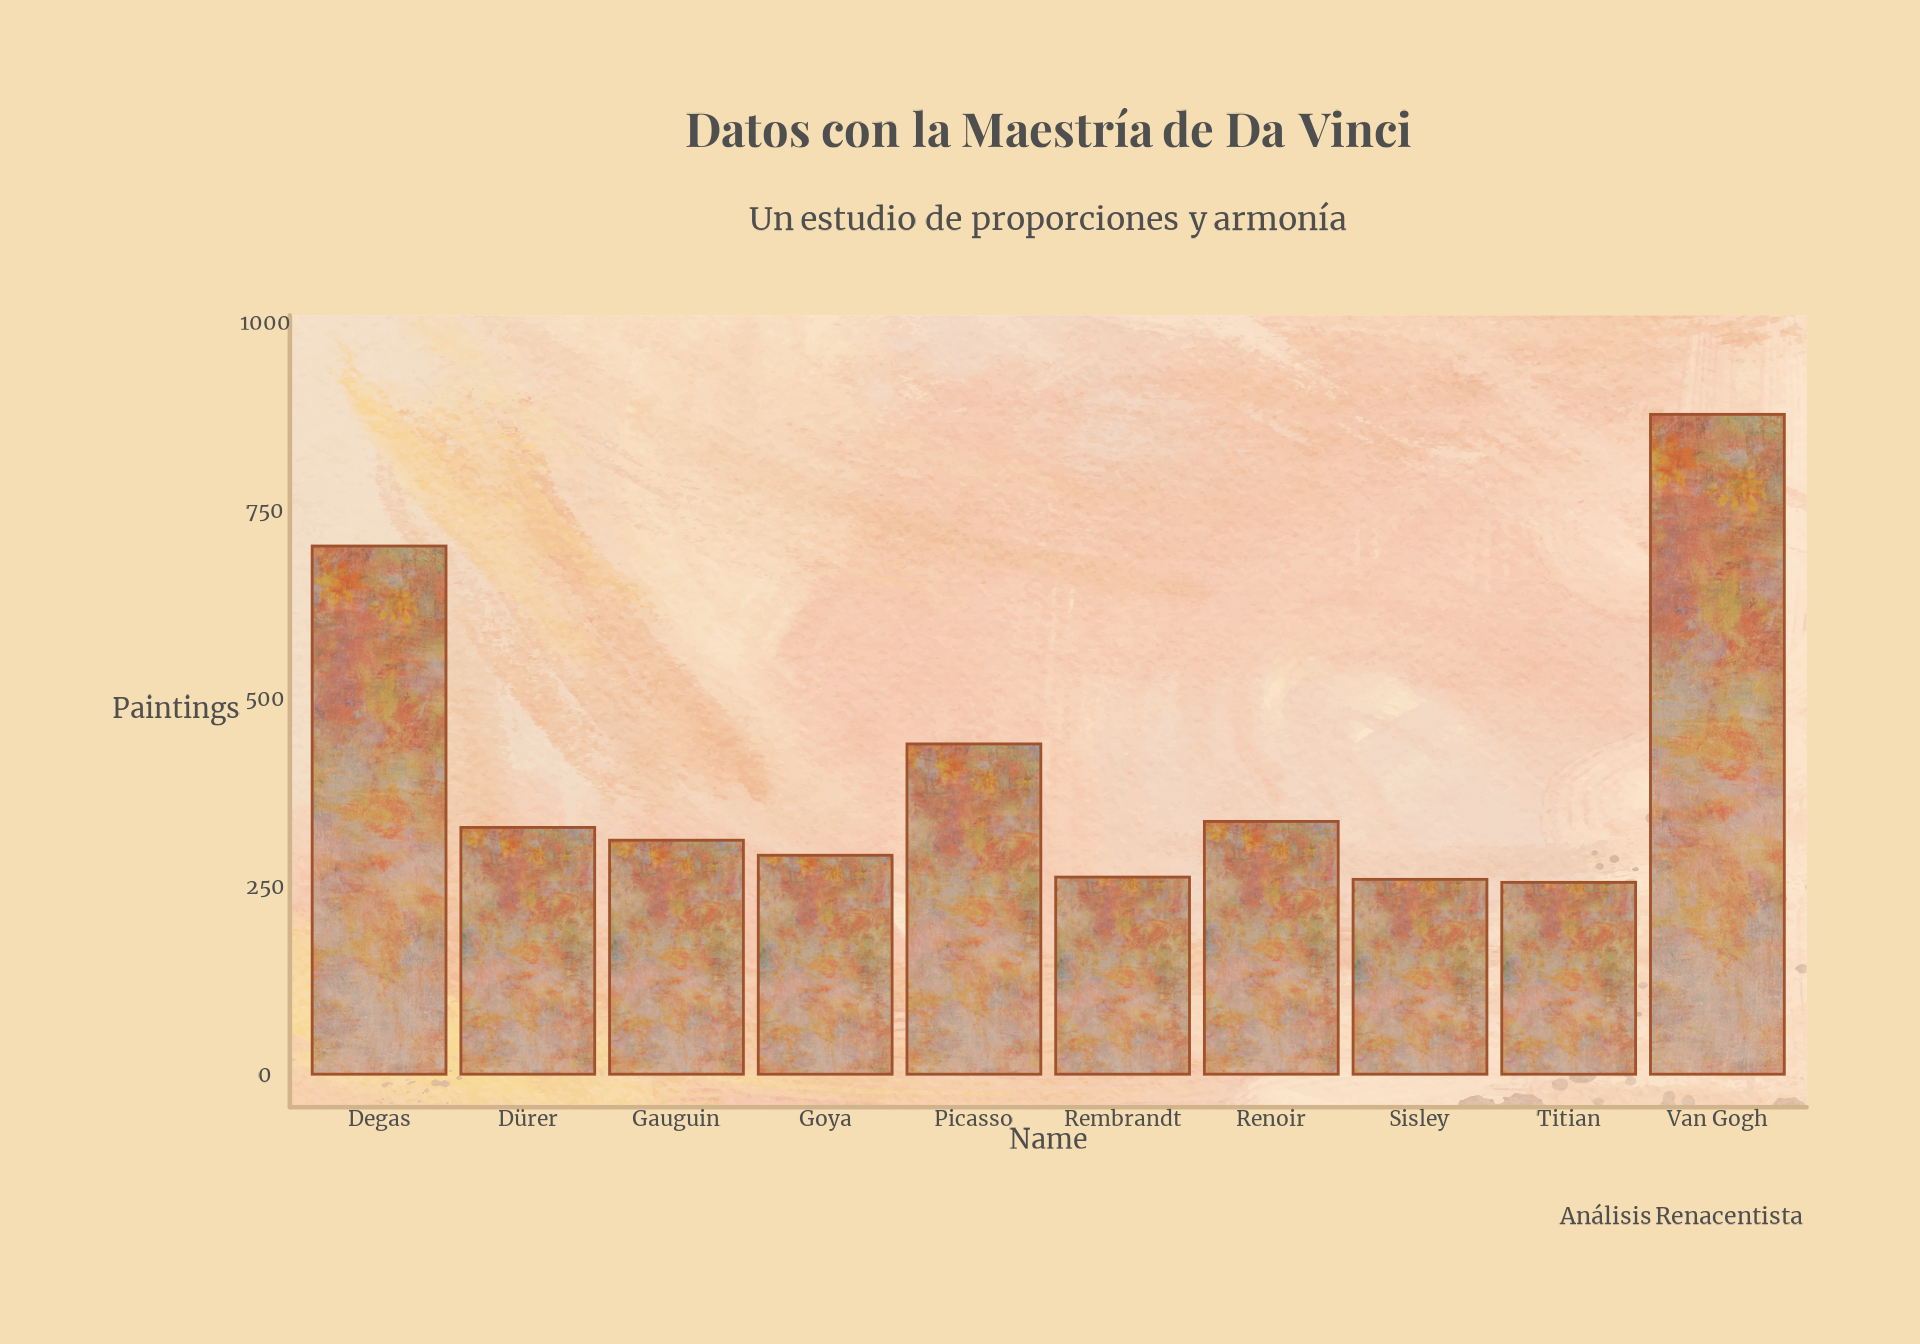 Datos con la Maestría de Da Vinci
Un estudio de proporciones y armonía
1000
750
500
250
0
Paintings
Degas Dürer Gauguin Goya Picasso Rembrandt Renoir Sisley Titian Van Gogh
Name
Análisis Renacentista